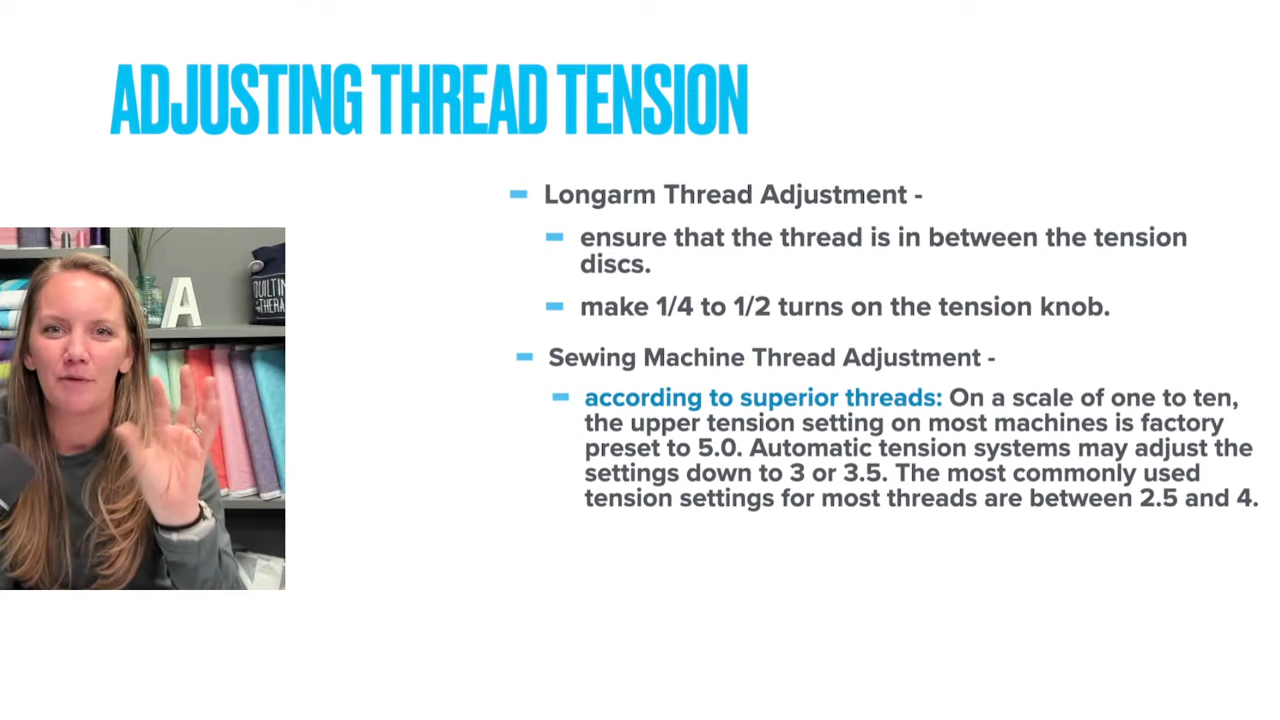 ADJUSTING THREAD TENSION
Longarm Thread Adjustment -
ensure that the thread is in between the tension
discs.
make 1/4 to 1/2 turns on the tension knob.
Sewing Machine Thread Adjustment -
according to superior threads: On a scale of one to ten,
the upper tension setting on most machines is factory
preset to 5.0. Automatic tension systems may adjust the
settings down to 3 or 3.5. The most commonly used
tension settings for most threads are between 2.5 and 4.
A